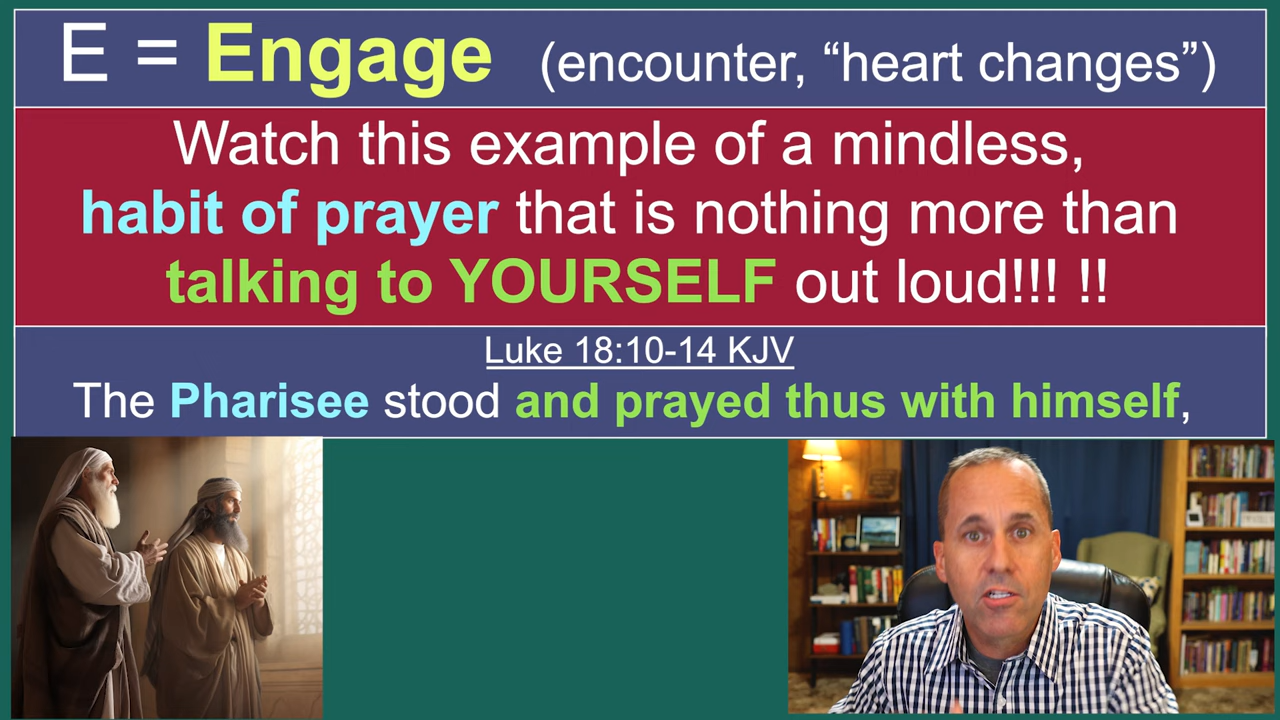 E = Engage (encounter, “heart changes”)
Watch this example of a mindless,
habit of prayer that is nothing more than
talking to YOURSELF out loud!!! !!
Luke 18:10-14 KJV
The Pharisee stood and prayed thus with himself,